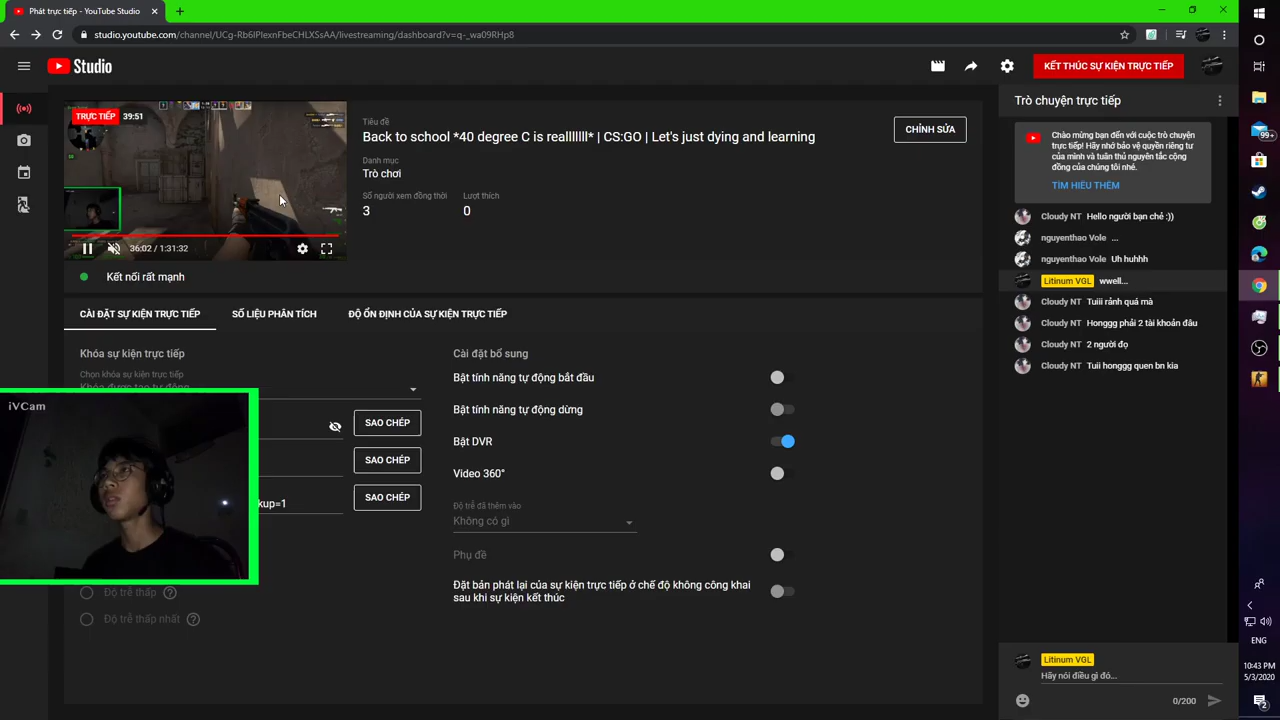 Phát trực tiếp - YouTube Studio
studio.youtube.com/channel/UCg-Rb6IPIexnFbeCHLXSsAA/livestreaming/dashboard?v=q-_wa09RHp8
Studio
KẾT THÚC SỰ KIỆN TRỰC TIẾP
TRỰC TIẾP 39:51
36:02 / 1:31:32
Tiêu đề
Back to school *40 degree C is realllllll* | CS:GO | Let's just dying and learning
CHỈNH SỬA
Danh mục
Trò chơi
Số người xem đồng thời
Lượt thích
3
0
Kết nối rất mạnh
CÀI ĐẶT SỰ KIỆN TRỰC TIẾP
SỐ LIỆU PHÂN TÍCH
ĐỘ ỔN ĐỊNH CỦA SỰ KIỆN TRỰC TIẾP
Khóa sự kiện trực tiếp
Chọn khóa sự kiện trực tiếp
Khóa được tạo tự động
iVCam
SAO CHÉP
SAO CHÉP
kup=1
SAO CHÉP
Độ trễ thấp
Độ trễ thấp nhất
Cài đặt bổ sung
Bật tính năng tự động bắt đầu
Bật tính năng tự động dừng
Bật DVR
Video 360°
Độ trễ đã thêm vào
Không có gì
Phụ đề
Đặt bản phát lại của sự kiện trực tiếp ở chế độ không công khai
sau khi sự kiện kết thúc
Trò chuyện trực tiếp
Chào mừng bạn đến với cuộc trò chuyện
trực tiếp! Hãy nhớ bảo vệ quyền riêng tư
của mình và tuân thủ nguyên tắc cộng
đồng của chúng tôi nhé.
TÌM HIỂU THÊM
Cloudy NT Hello người bạn chẻ :))
nguyenthao Vole ...
nguyenthao Vole Uh huhhh
Litinum VGL wwell...
Cloudy NT Tuiii rảnh quá mà
Cloudy NT Honggg phải 2 tài khoản đâu
Cloudy NT 2 người đọ
Cloudy NT Tuii honggg quen bn kia
Litinum VGL
Hãy nói điều gì đó...
0/200
99+
ENG
10:43 PM
5/3/2020
2